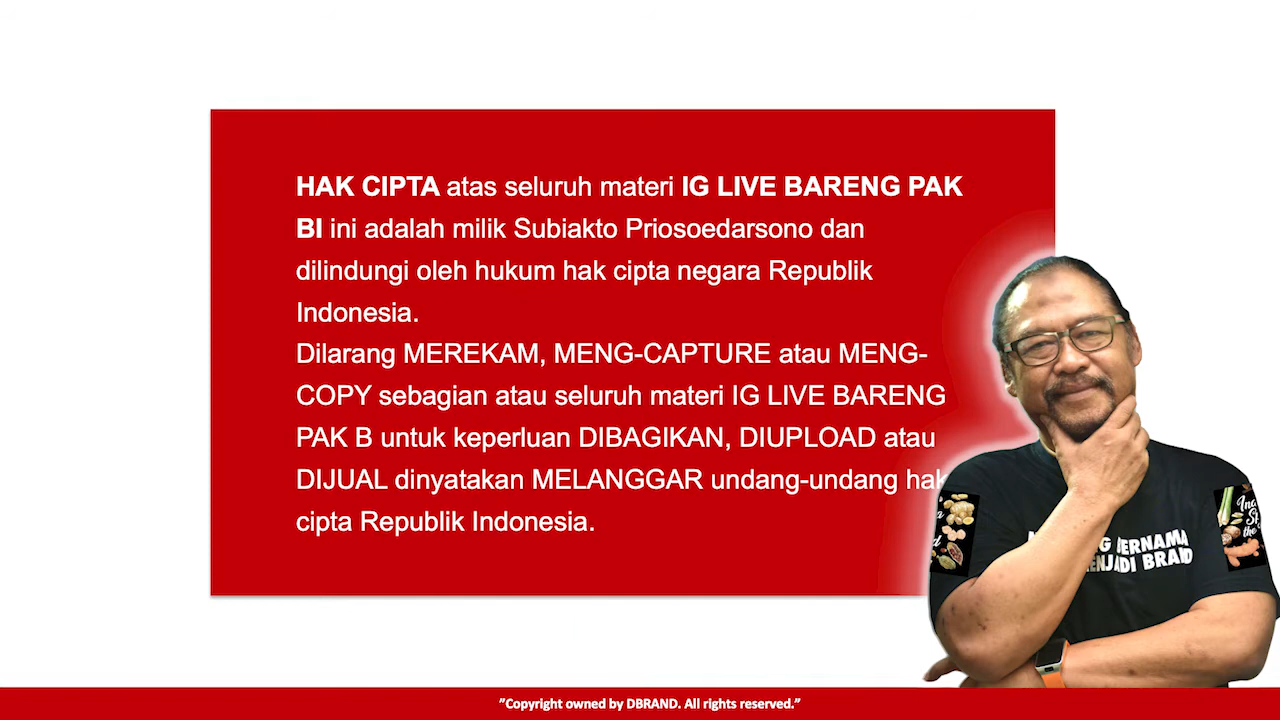 HAK CIPTA atas seluruh materi IG LIVE BARENG PAK
BI ini adalah milik Subiakto Priosoedarsono dan
dilindungi oleh hukum hak cipta negara Republik
Indonesia.
Dilarang MEREKAM, MENG-CAPTURE atau MENG-
COPY sebagian atau seluruh materi IG LIVE BARENG
PAK B untuk keperluan DIBAGIKAN, DIUPLOAD atau
DIJUAL dinyatakan MELANGGAR undang-undang hak
cipta Republik Indonesia.
the
"Copyright owned by DBRAND. All rights reserved."